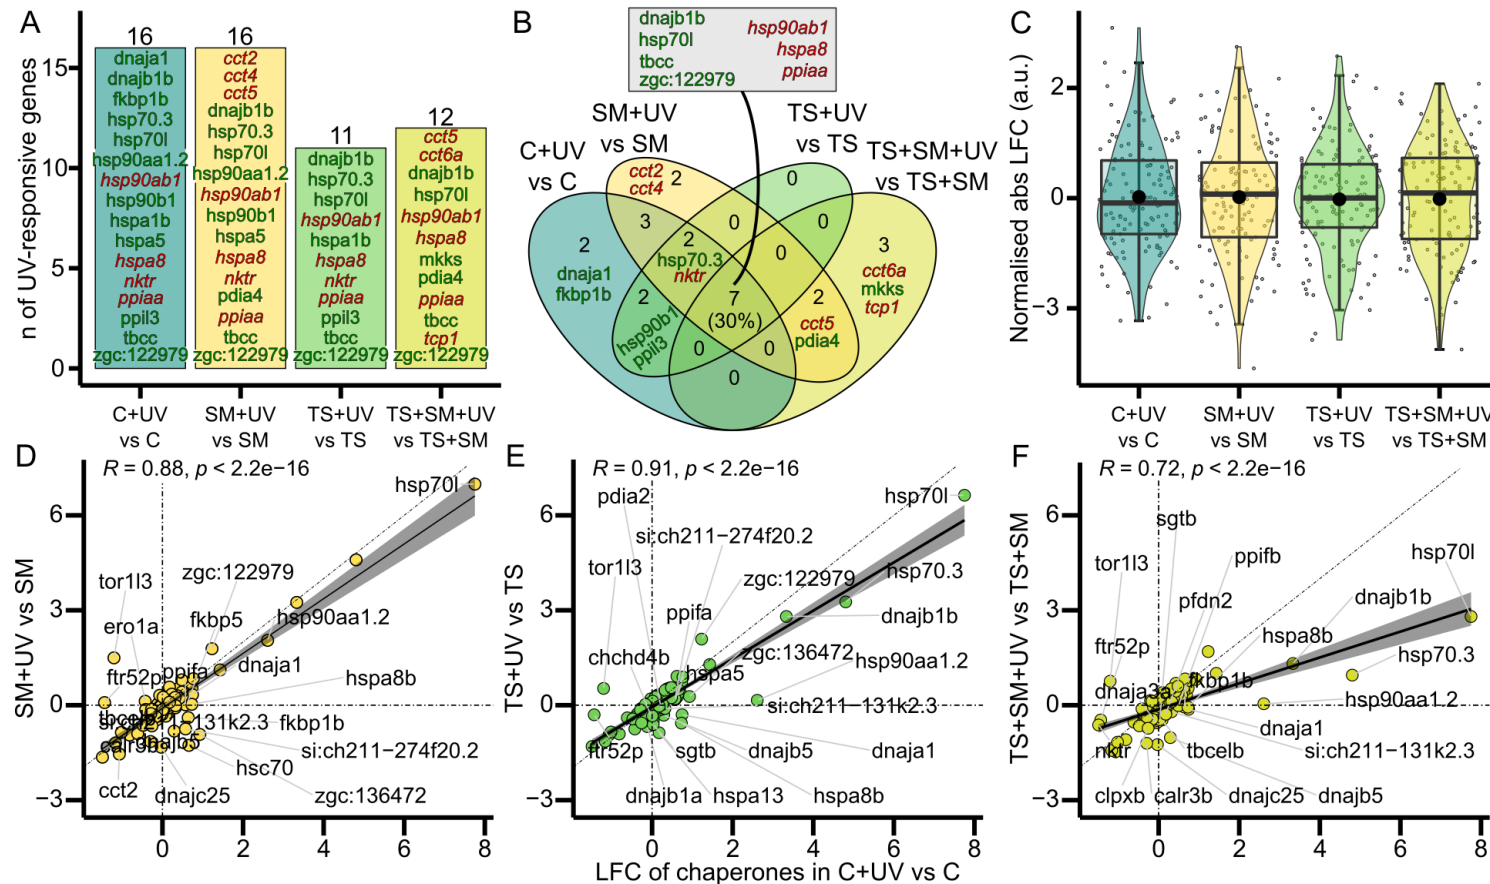 A
n of UV-responsive genes
15
10
5
0
16
dnaja1
dnajb1b
fkbp1b
hsp70.3
hsp70l
hsp90aa1.2
hsp90ab1
hsp90b1
hspa1b
hspa5
hspa8
nktr
ppiaa
ppil3
tbcc
zgc:122979
16
cct2
cct4
cct5
dnajb1b
hsp70.3
hsp70l
hsp90aa1.2
hsp90ab1
hsp90b1
hspa5
hspa8
nktr
pdia4
ppiaa
tbcc
zgc:122979
11
dnajb1b
hsp70.3
hsp70l
hsp90ab1
hspa1b
hspa8
nktr
ppiaa
ppil3
tbcc
zgc:122979
12
cct5
cct6a
dnajb1b
hsp70l
hsp90ab1
hspa8
mkks
pdia4
ppiaa
tbcc
tcp1
zgc:122979
C+UV
vs C
SM+UV
vs SM
TS+UV
vs TS
TS+SM+UV
vs TS+SM
B
dnajb1b
hsp70l
tbcc
zgc:122979
hsp90ab1
hspa8
ppiaa
C+UV
vs C
SM+UV
vs SM
TS+UV
vs TS
TS+SM+UV
vs TS+SM
cct2
cct4
2
0
3
0
0
2
dnaja1
fkbp1b
2
hsp70.3
nktr
0
3
cct6a
mkks
tcp1
2
hsp90b1
ppil3
7
(30%)
2
cct5
pdia4
0
0
0
C
Normalised abs LFC (a.u.)
2
0
−3
C+UV
vs C
SM+UV
vs SM
TS+UV
vs TS
TS+SM+UV
vs TS+SM
D
R = 0.88, p < 2.2e−16
SM+UV vs SM
6
3
0
−3
hsp70l
tor1l3
zgc:122979
ero1a
fkbp5
hsp90aa1.2
ftr52p
ppifa
dnaja1
hspa8b
tbcelb
si:ch211−131k2.3
fkbp1b
calr3b
dnajb5
si:ch211−274f20.2
hsc70
cct2
dnajc25
zgc:136472
0
2
4
6
8
E
R = 0.91, p < 2.2e−16
TS+UV vs TS
6
3
0
−3
pdia2
hsp70l
si:ch211−274f20.2
tor1l3
zgc:122979
hsp70.3
ppifa
dnajb1b
chchd4b
zgc:136472
hspa5
hsp90aa1.2
si:ch211−131k2.3
ftr52p
sgtb
dnajb5
dnaja1
dnajb1a
hspa13
hspa8b
0
2
4
6
8
LFC of chaperones in C+UV vs C
F
R = 0.72, p < 2.2e−16
TS+SM+UV vs TS+SM
6
3
0
−3
sgtb
tor1l3
ppifb
hsp70l
pfdn2
dnajb1b
ftr52p
hspa8b
hsp70.3
dnaja3a
fkbp1b
hsp90aa1.2
dnaja1
nktr
tbcelb
si:ch211−131k2.3
clpxb
calr3b
dnajc25
dnajb5
0
2
4
6
8